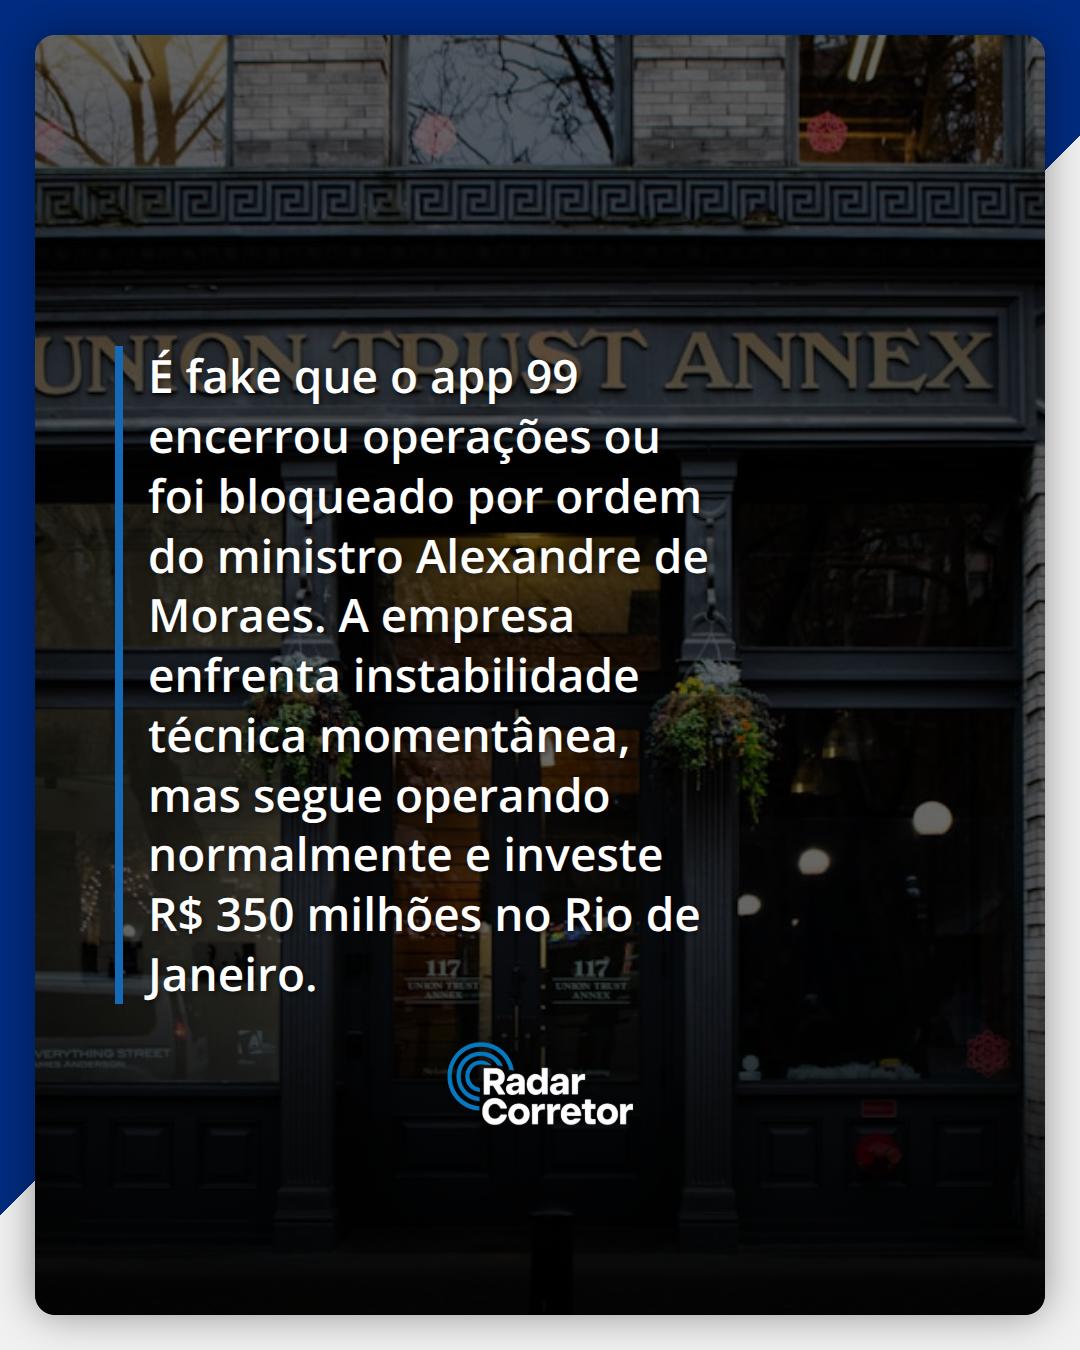 UNION TRUST ANNEX
É fake que o app 99
encerrou operações ou
foi bloqueado por ordem
do ministro Alexandre de
Moraes. A empresa
enfrenta instabilidade
técnica momentânea,
mas segue operando
normalmente e investe
R$ 350 milhões no Rio de
Janeiro.
117
UNION TRUST
ANNEX
117
UNION TRUST
ANNEX
VERYTHING STREET
AMES ANDERSON
Radar
Corretor